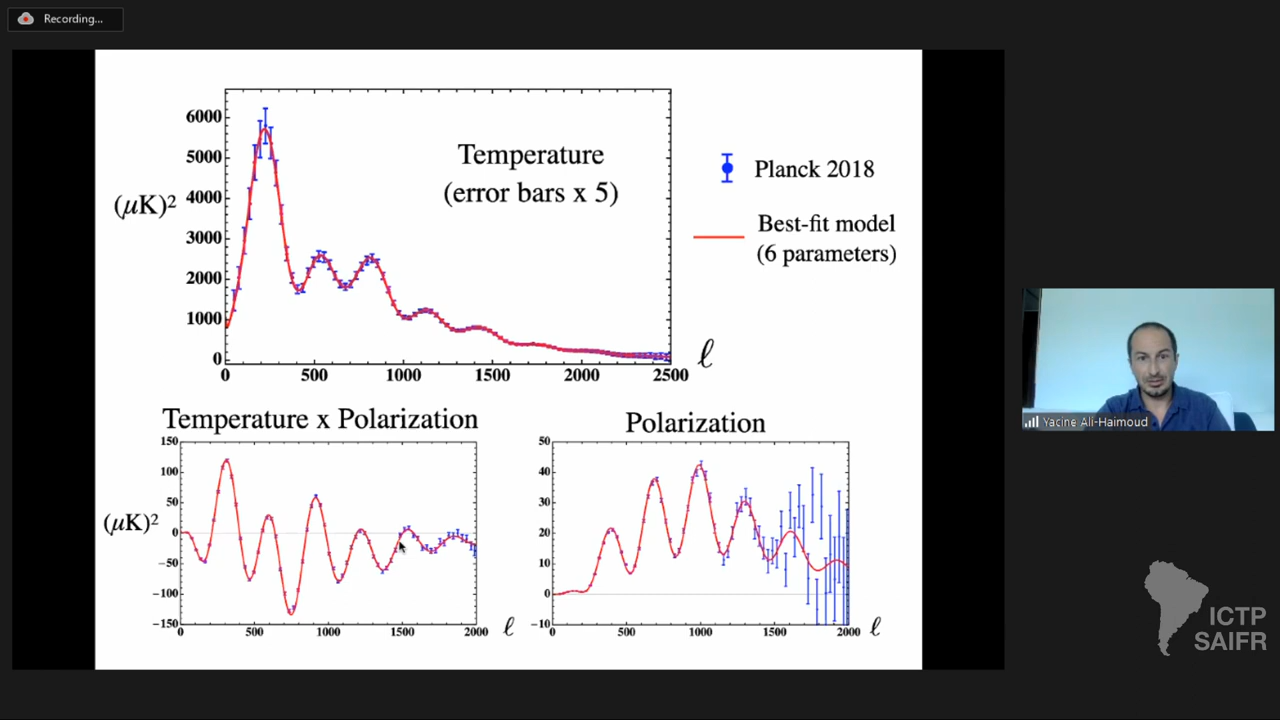 Recording...
6000
5000
4000
3000
2000
1000
0
(μK)²
Temperature
(error bars x 5)
0 500 1000 1500 2000 2500
ℓ
Planck 2018
Best-fit model
(6 parameters)
Temperature x Polarization
150
100
50
0
−50
−100
−150
(μK)²
0 500 1000 1500 2000
ℓ
Polarization
50
40
30
20
10
0
−10
0 500 1000 1500 2000
ℓ
Yacine Ali-Haimoud
ICTP
SAIFR